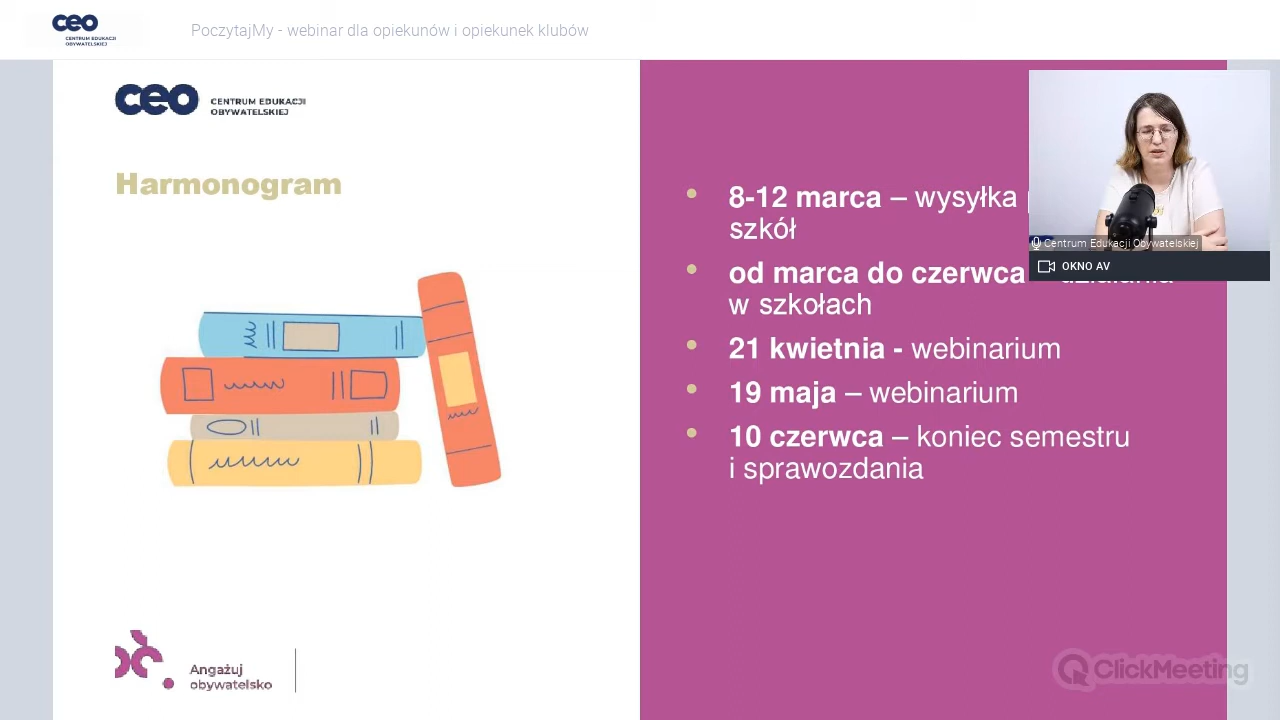 ceo
CENTRUM EDUKACJI
OBYWATELSKIEJ
PoczytajMy - webinar dla opiekunów i opiekunek klubów
ceo
CENTRUM EDUKACJI
OBYWATELSKIEJ
Harmonogram
• 8-12 marca – wysyłka
szkół
• od marca do czerwca
w szkołach
• 21 kwietnia - webinarium
• 19 maja – webinarium
• 10 czerwca – koniec semestru
i sprawozdania
Centrum Edukacji Obywatelskiej
OKNO AV
Angażuj
obywatelsko
ClickMeeting